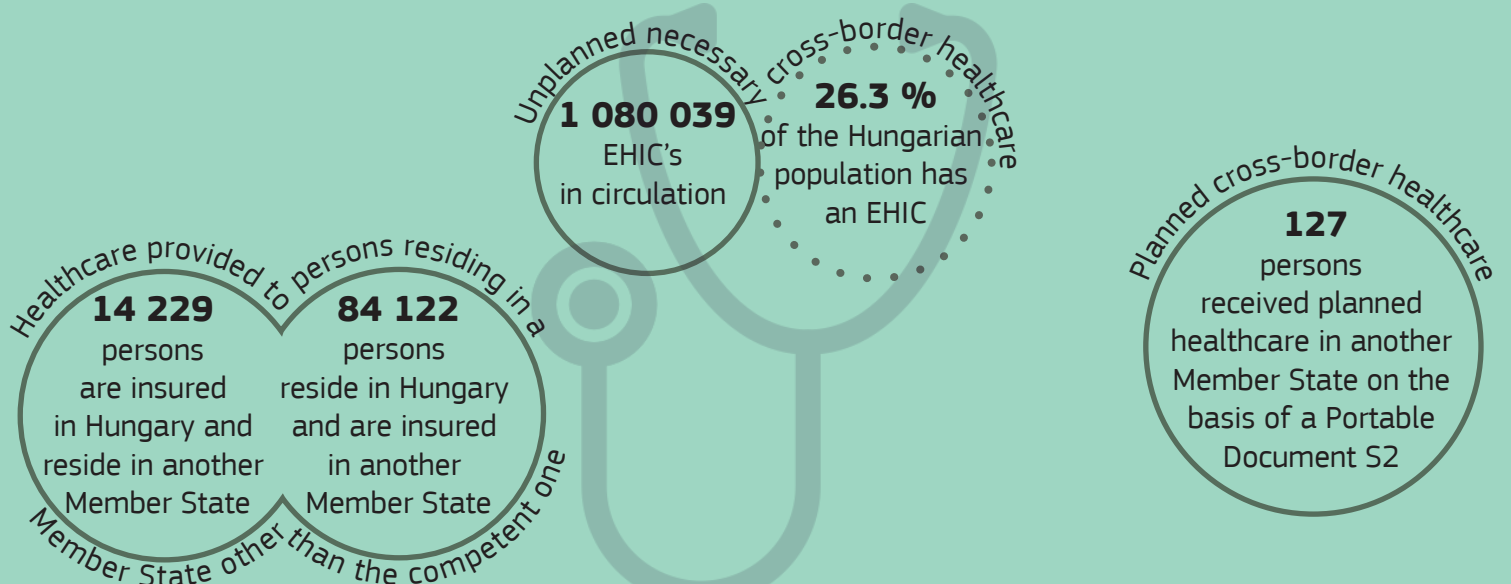 Unplanned necessary cross-border healthcare
1 080 039
EHIC's
in circulation
26.3 %
of the Hungarian
population has
an EHIC
Healthcare provided to persons residing in a
14 229
persons
are insured
in Hungary and
reside in another
Member State
84 122
persons
reside in Hungary
and are insured
in another
Member State
Member State other than the competent one
Planned cross-border healthcare
127
persons
received planned
healthcare in another
Member State on the
basis of a Portable
Document S2